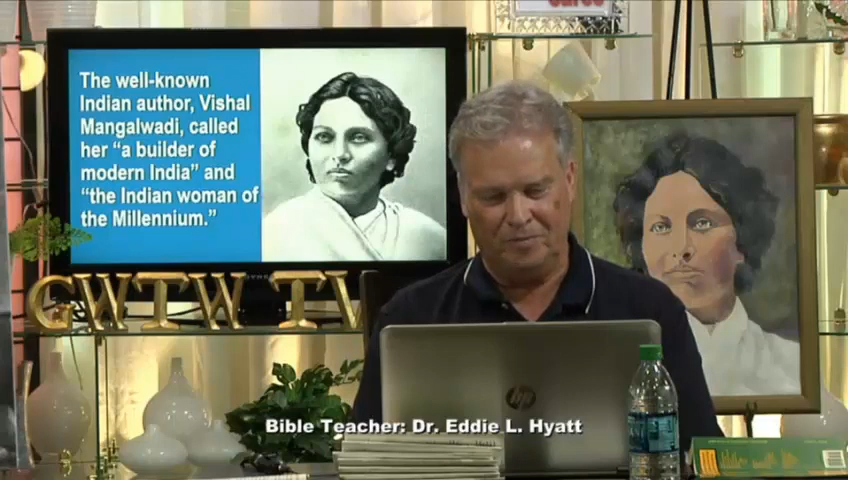 The well-known
Indian author, Vishal
Mangalwadi, called
her “a builder of
modern India” and
“the Indian woman of
the Millennium.”
GWTW TV
hp
Bible Teacher: Dr. Eddie L. Hyatt